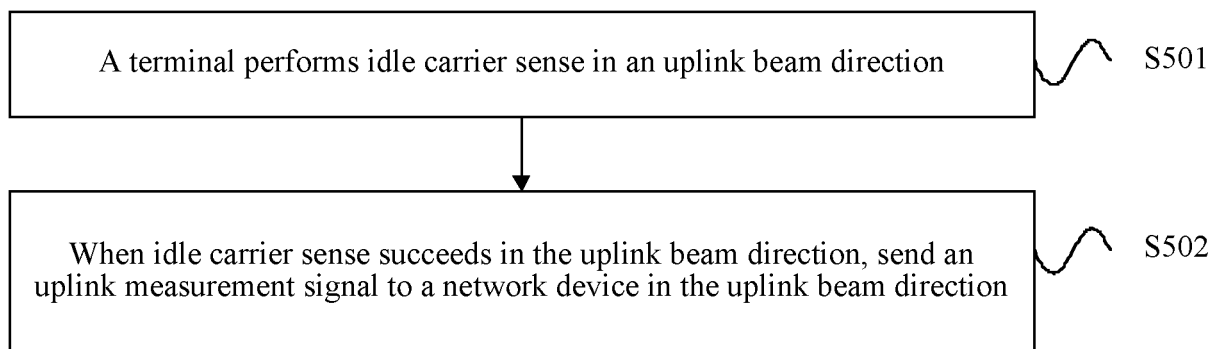 A terminal performs idle carrier sense in an uplink beam direction
S501
When idle carrier sense succeeds in the uplink beam direction, send an
uplink measurement signal to a network device in the uplink beam direction
S502